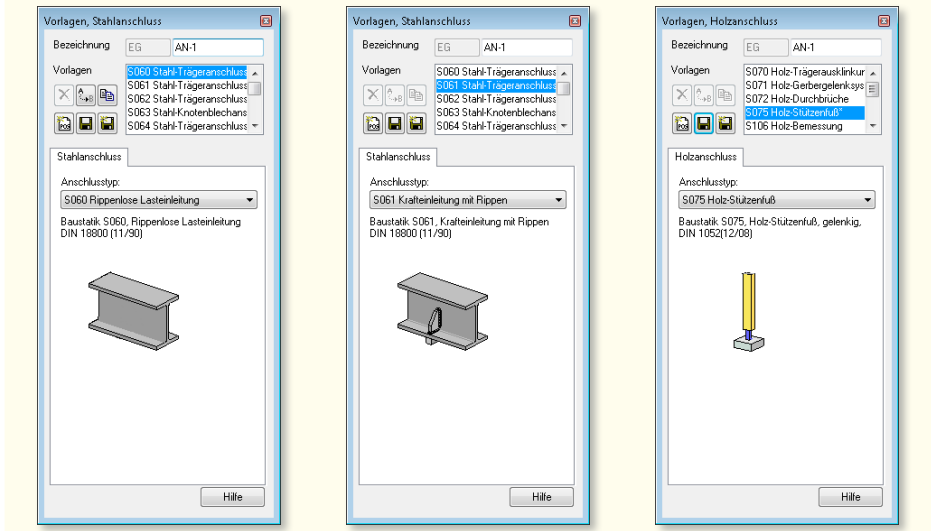 Vorlagen, Stahlanschluss
Bezeichnung EG AN-1
Vorlagen
S060 Stahl-Trägeranschluss
S061 Stahl-Trägeranschluss
S062 Stahl-Trägeranschluss
S063 Stahl-Knotenblechans
S064 Stahl-Trägeranschluss
A B
POS
Stahlanschluss
Anschlusstyp:
S060 Rippenlose Lasteinleitung
Baustatik S060, Rippenlose Lasteinleitung
DIN 18800 (11/90)
Hilfe
Vorlagen, Stahlanschluss
Bezeichnung EG AN-1
Vorlagen
S060 Stahl-Trägeranschluss
S061 Stahl-Trägeranschluss
S062 Stahl-Trägeranschluss
S063 Stahl-Knotenblechans
S064 Stahl-Trägeranschluss
A B
POS
Stahlanschluss
Anschlusstyp:
S061 Krafteinleitung mit Rippen
Baustatik S061, Krafteinleitung mit Rippen
DIN 18800 (11/90)
Hilfe
Vorlagen, Holzanschluss
Bezeichnung EG AN-1
Vorlagen
S070 Holz-Trägerausklinkur
S071 Holz-Gerbergelenksys
S072 Holz-Durchbrüche
S075 Holz-Stützenfuß*
S106 Holz-Bemessung
A B
POS
Holzanschluss
Anschlusstyp:
S075 Holz-Stützenfuß
Baustatik S075, Holz-Stützenfuß, gelenkig,
DIN 1052(12/08)
Hilfe